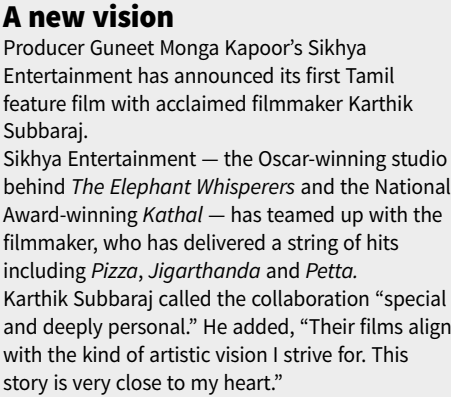 A new vision
Producer Guneet Monga Kapoor’s Sikhya
Entertainment has announced its first Tamil
feature film with acclaimed filmmaker Karthik
Subbaraj.
Sikhya Entertainment — the Oscar-winning studio
behind The Elephant Whisperers and the National
Award-winning Kathal — has teamed up with the
filmmaker, who has delivered a string of hits
including Pizza, Jigarthanda and Petta.
Karthik Subbaraj called the collaboration “special
and deeply personal.” He added, “Their films align
with the kind of artistic vision I strive for. This
story is very close to my heart.”